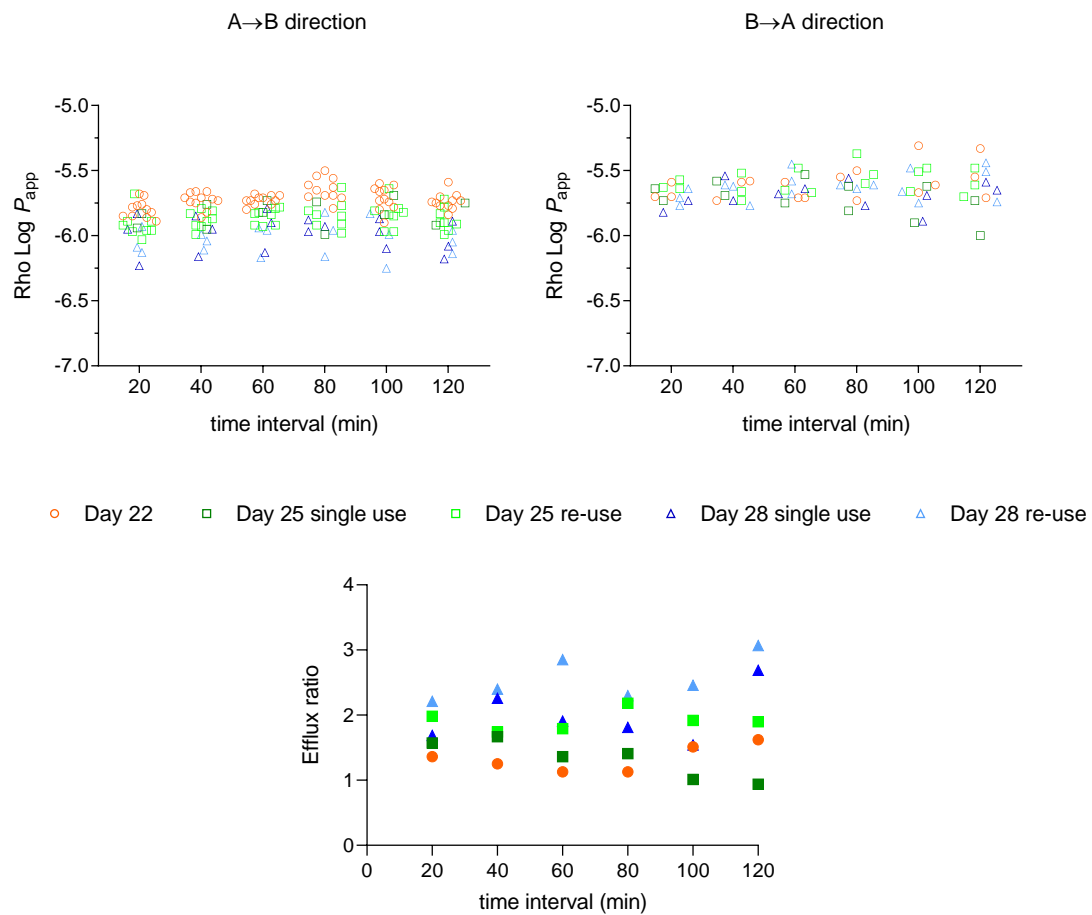 A→B direction
B→A direction
Rho Log Papp
-5.0
-5.5
-6.0
-6.5
-7.0
20 40 60 80 100 120
time interval (min)
Rho Log Papp
-5.0
-5.5
-6.0
-6.5
-7.0
20 40 60 80 100 120
time interval (min)
Day 22 Day 25 single use Day 25 re-use Day 28 single use Day 28 re-use
Efflux ratio
4
3
2
1
0
0 20 40 60 80 100 120
time interval (min)